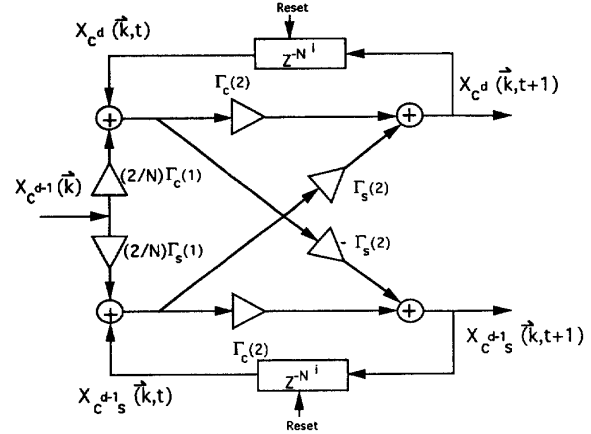 Reset
X_c^d (k⃗,t)
Z^-N^i
Γ_c(2)
X_c^d (k⃗,t+1)
+
+
(2/N)Γ_c(1)
Γ_s(2)
X_c^d-1 (k⃗)
(2/N)Γ_s(1)
- Γ_s(2)
+
+
X_c^d-1_s (k⃗,t+1)
Γ_c(2)
Z^-N^i
X_c^d-1_s (k⃗,t)
Reset